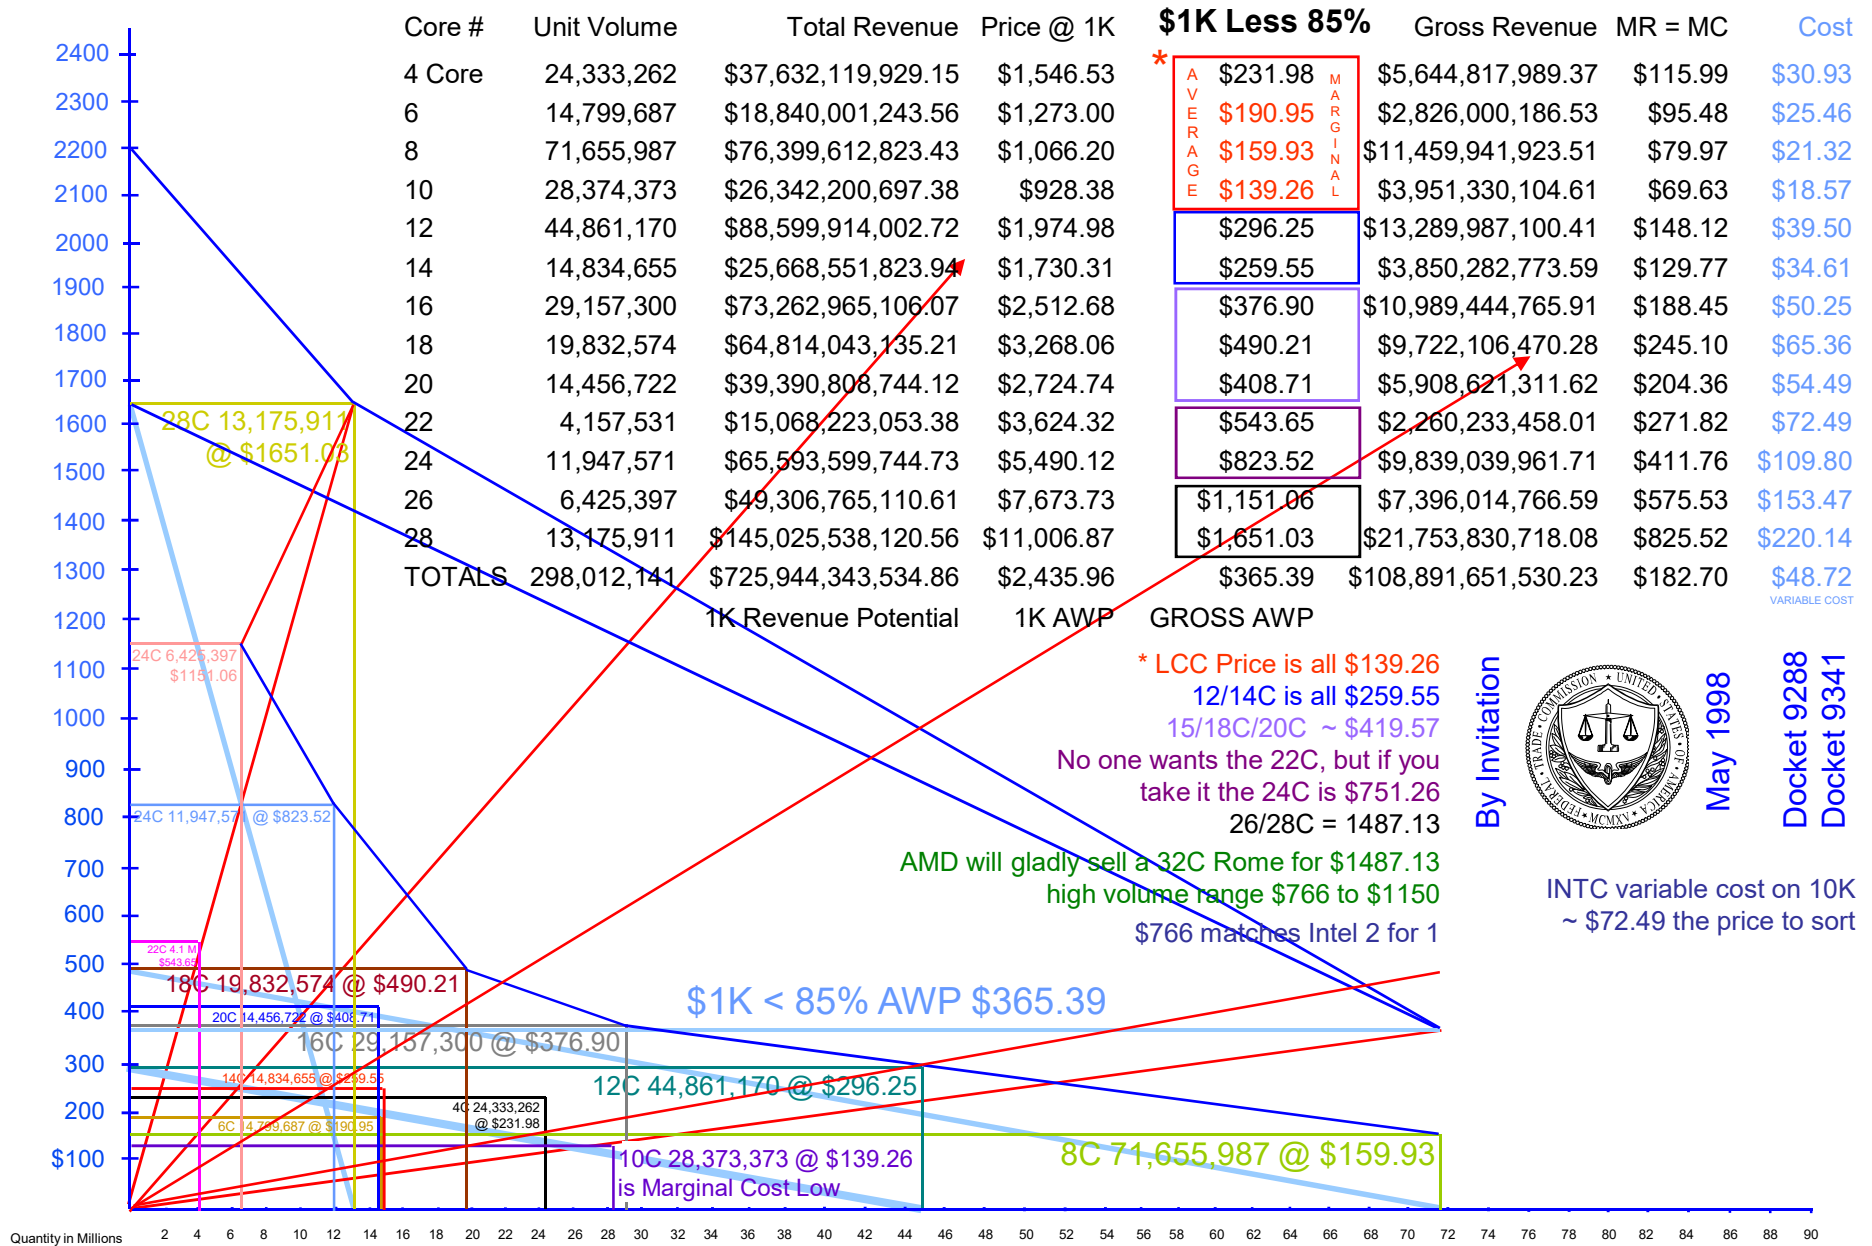 Core # Unit Volume Total Revenue Price @ 1K $1K Less 85% Gross Revenue MR = MC Cost
4 Core 24,333,262 $37,632,119,929.15 $1,546.53 * $231.98 $5,644,817,989.37 $115.99 $30.93
6 14,799,687 $18,840,001,243.56 $1,273.00 $190.95 $2,826,000,186.53 $95.48 $25.46
8 71,655,987 $76,399,612,823.43 $1,066.20 $159.93 $11,459,941,923.51 $79.97 $21.32
10 28,374,373 $26,342,200,697.38 $928.38 $139.26 $3,951,330,104.61 $69.63 $18.57
12 44,861,170 $88,599,914,002.72 $1,974.98 $296.25 $13,289,987,100.41 $148.12 $39.50
14 14,834,655 $25,668,551,823.94 $1,730.31 $259.55 $3,850,282,773.59 $129.77 $34.61
16 29,157,300 $73,262,965,106.07 $2,512.68 $376.90 $10,989,444,765.91 $188.45 $50.25
18 19,832,574 $64,814,043,135.21 $3,268.06 $490.21 $9,722,106,470.28 $245.10 $65.36
20 14,456,722 $39,390,808,744.12 $2,724.74 $408.71 $5,908,621,311.62 $204.36 $54.49
22 4,157,531 $15,068,223,053.38 $3,624.32 $543.65 $2,260,233,458.01 $271.82 $72.49
24 11,947,571 $65,593,599,744.73 $5,490.12 $823.52 $9,839,039,961.71 $411.76 $109.80
26 6,425,397 $49,306,765,110.61 $7,673.73 $1,151.06 $7,396,014,766.59 $575.53 $153.47
28 13,175,911 $145,025,538,120.56 $11,006.87 $1,651.03 $21,753,830,718.08 $825.52 $220.14
TOTALS 298,012,141 $725,944,343,534.86 $2,435.96 $365.39 $108,891,651,530.23 $182.70 $48.72
VARIABLE COST
1K Revenue Potential 1K AWP GROSS AWP
AVERAGE
MARGINAL
* LCC Price is all $139.26
12/14C is all $259.55
15/18C/20C ~ $419.57
No one wants the 22C, but if you
take it the 24C is $751.26
26/28C = 1487.13
AMD will gladly sell a 32C Rome for $1487.13
high volume range $766 to $1150
$766 matches Intel 2 for 1
By Invitation
FEDERAL TRADE COMMISSION ★ UNITED STATES OF AMERICA
MCMXV
May 1998
Docket 9288
Docket 9341
INTC variable cost on 10K
~ $72.49 the price to sort
2400
2300
2200
2100
2000
1900
1800
1700
1600
1500
1400
1300
1200
1100
1000
900
800
700
600
500
400
300
200
$100
28C 13,175,911
@ $1651.03
24C 6,425,397
$1151.06
24C 11,947,571 @ $823.52
22C 4.1 M
$543.65
18C 19,832,574 @ $490.21
20C 14,456,722 @ $408.71
16C 29,157,300 @ $376.90
$1K < 85% AWP $365.39
14C 14,834,655 @ $259.55
12C 44,861,170 @ $296.25
4C 24,333,262
@ $231.98
6C 14,799,687 @ $190.95
10C 28,373,373 @ $139.26
is Marginal Cost Low
8C 71,655,987 @ $159.93
Quantity in Millions 2 4 6 8 10 12 14 16 18 20 22 24 26 28 30 32 34 36 38 40 42 44 46 48 50 52 54 56 58 60 62 64 66 68 70 72 74 76 78 80 82 84 86 88 90